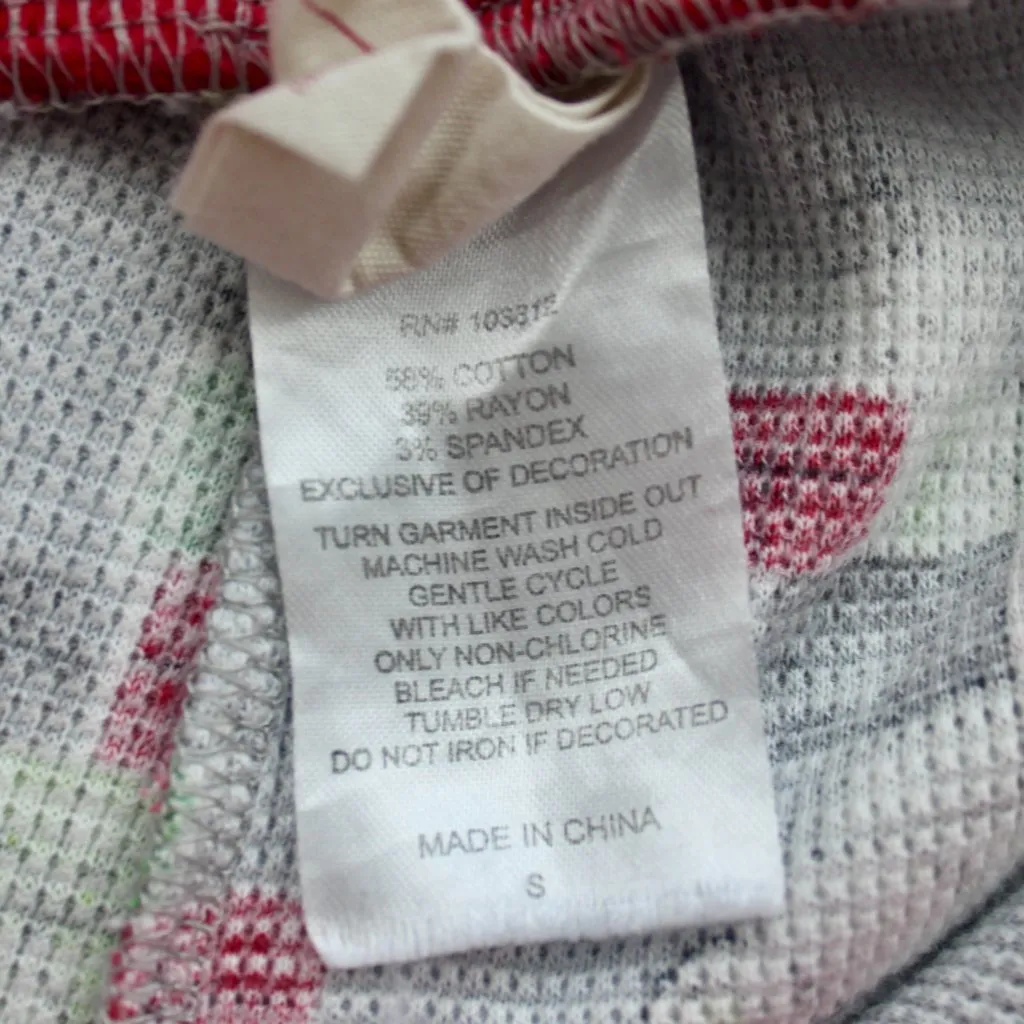 RN#
58% COTTON
39% RAYON
3% SPANDEX
EXCLUSIVE OF DECORATION
TURN GARMENT INSIDE OUT
MACHINE WASH COLD
GENTLE CYCLE
WITH LIKE COLORS
ONLY NON-CHLORINE
BLEACH IF NEEDED
TUMBLE DRY LOW
DO NOT IRON IF DECORATED
MADE IN CHINA
S